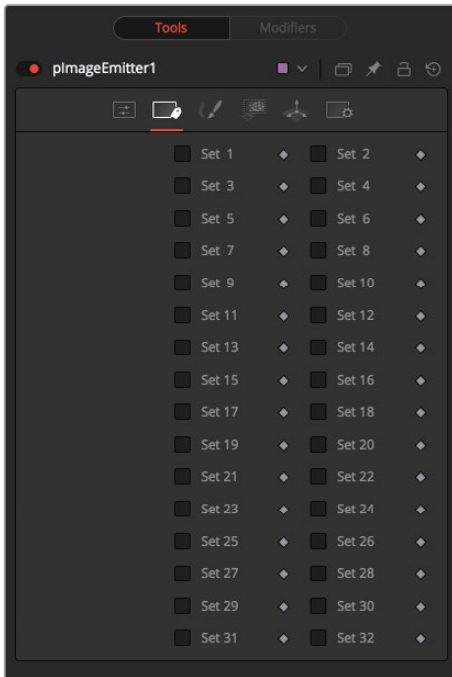 Tools Modifiers
pImageEmitter1
Set 1 Set 2
Set 3 Set 4
Set 5 Set 6
Set 7 Set 8
Set 9 Set 10
Set 11 Set 12
Set 13 Set 14
Set 15 Set 16
Set 17 Set 18
Set 19 Set 20
Set 21 Set 22
Set 23 Set 24
Set 25 Set 26
Set 27 Set 28
Set 29 Set 30
Set 31 Set 32